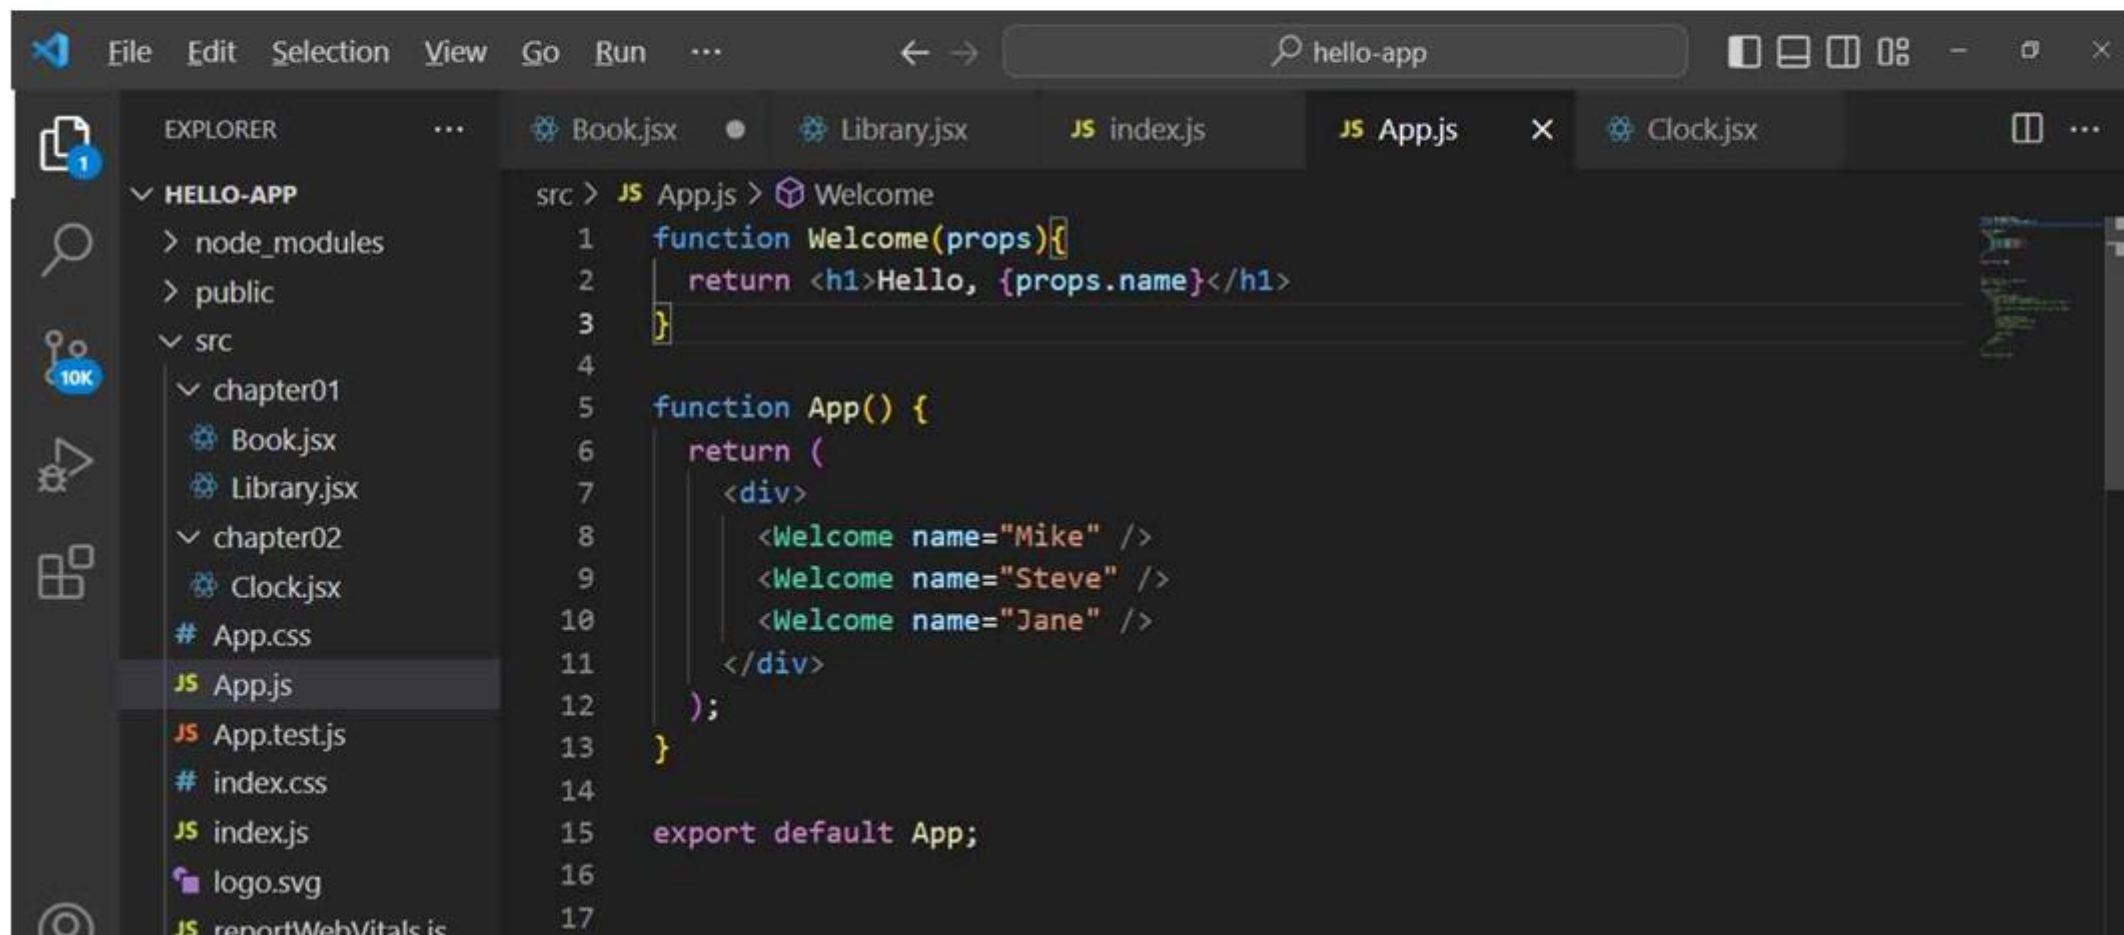 File Edit Selection View Go Run ··· hello-app
EXPLORER ···
1
10K
HELLO-APP
node_modules
public
src
chapter01
Book.jsx
Library.jsx
chapter02
Clock.jsx
# App.css
JS App.js
JS App.test.js
# index.css
JS index.js
logo.svg
JS reportWebVitals.js
Book.jsx Library.jsx JS index.js JS App.js Clock.jsx
src > JS App.js > Welcome
1 function Welcome(props){
2 return <h1>Hello, {props.name}</h1>
3 }
4
5 function App() {
6 return (
7 <div>
8 <Welcome name="Mike" />
9 <Welcome name="Steve" />
10 <Welcome name="Jane" />
11 </div>
12 );
13 }
14
15 export default App;
16
17